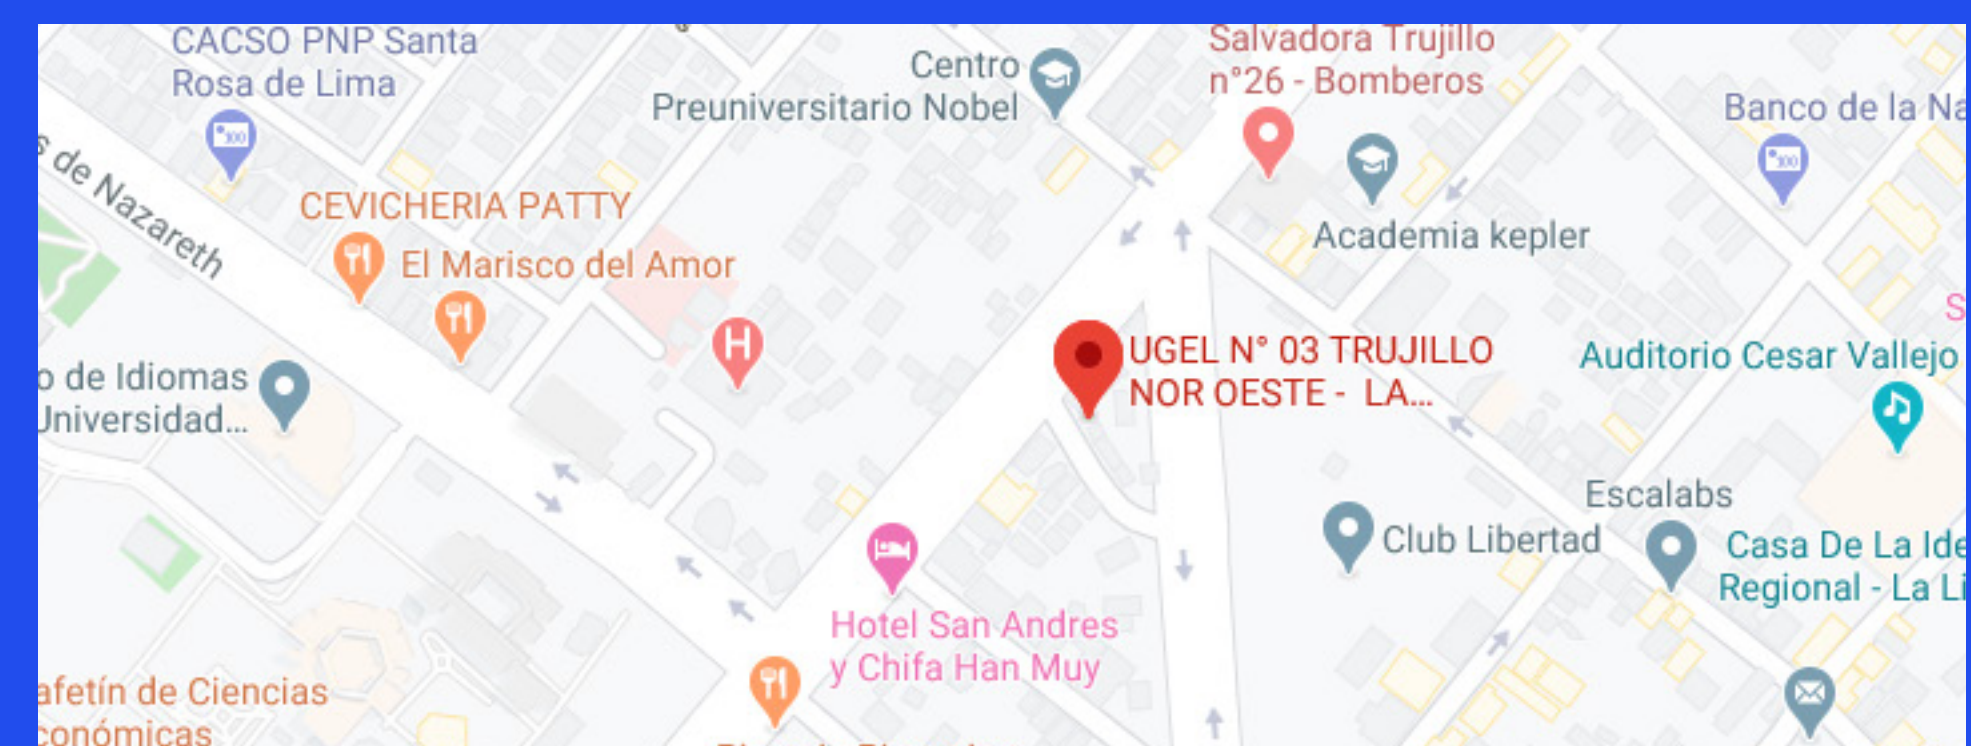 CACSO PNP Santa
Rosa de Lima
Centro
Preuniversitario Nobel
Salvadora Trujillo
n°26 - Bomberos
Banco de la Na
s de Nazareth
CEVICHERIA PATTY
El Marisco del Amor
Academia kepler
H
UGEL N° 03 TRUJILLO
NOR OESTE - LA...
Auditorio Cesar Vallejo
o de Idiomas
Universidad...
Escalabs
Club Libertad
Casa De La Ide
Regional - La Li
Hotel San Andres
y Chifa Han Muy
afetín de Ciencias
conómicas